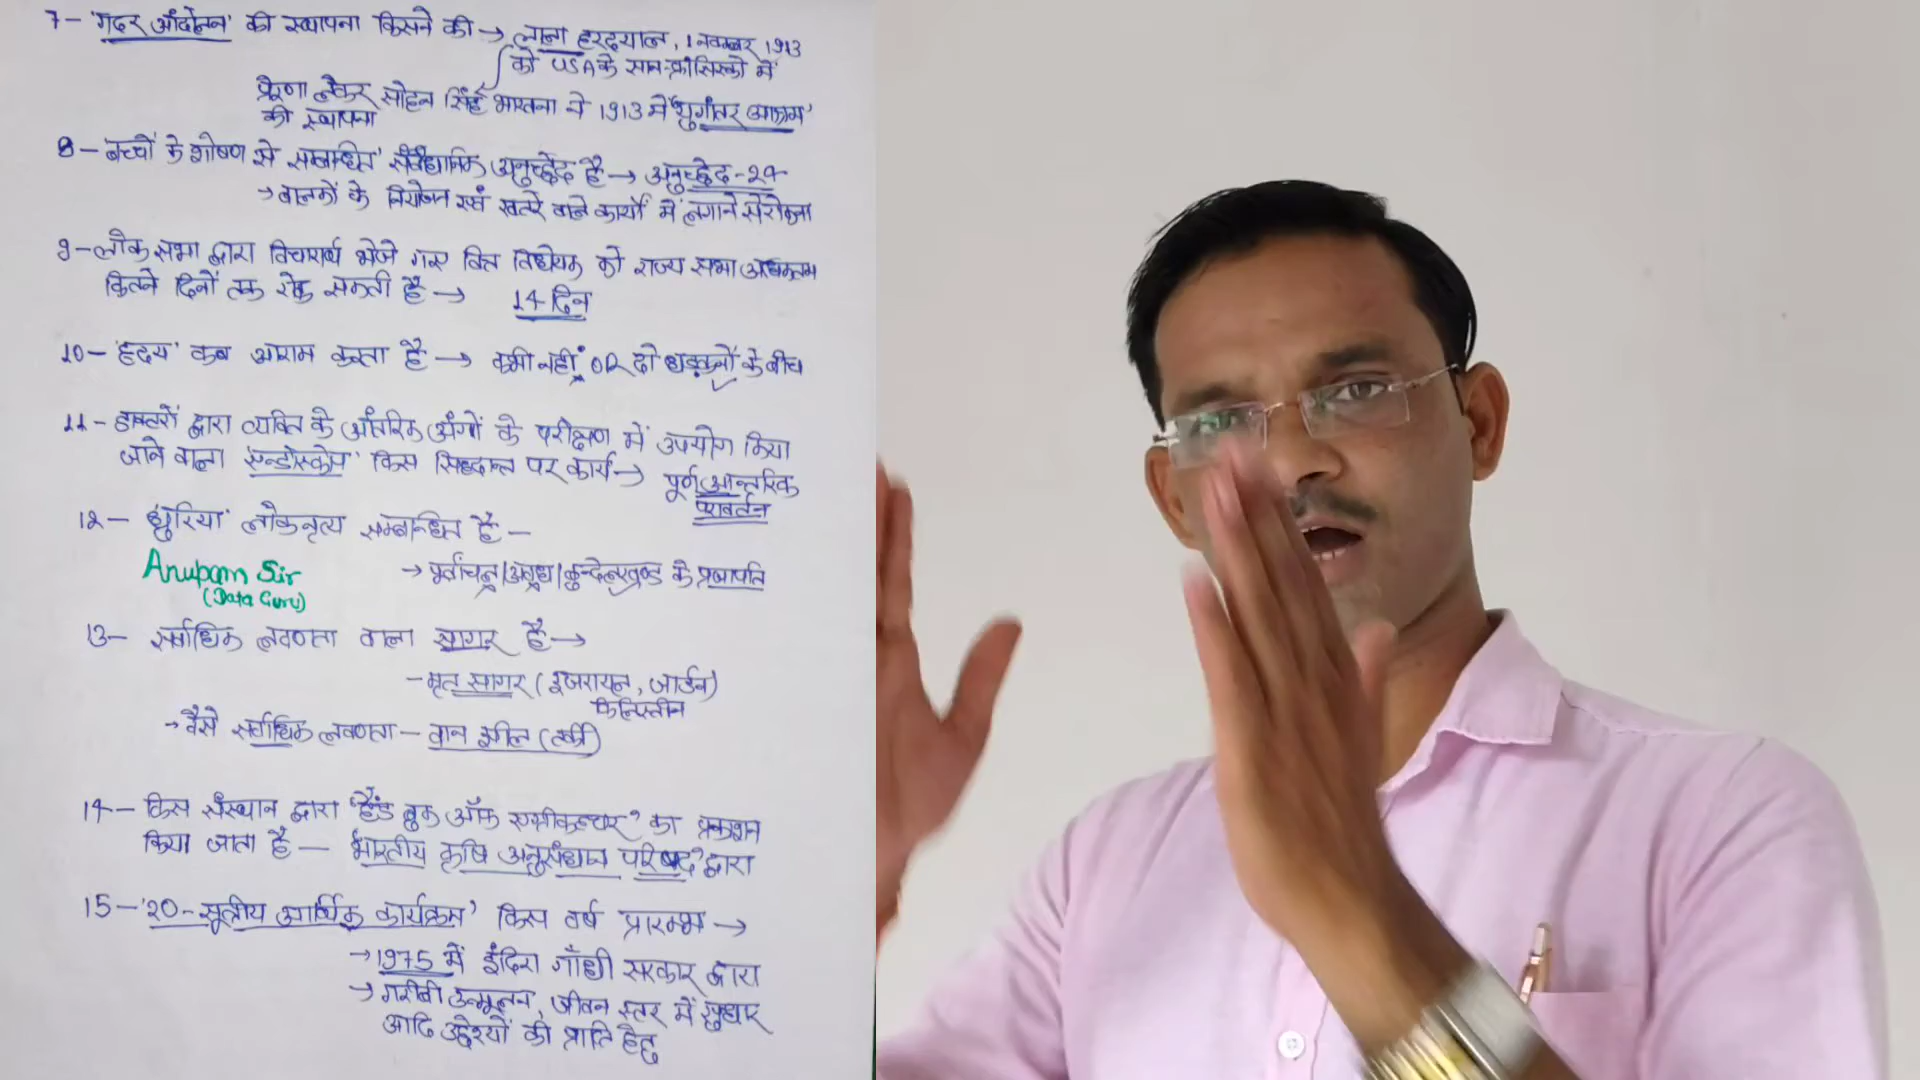 7- 'गदर आंदोलन' की स्थापना किसने की → लाला हरदयाल, 1 नवम्बर 1913
को USA के सान-फ्रांसिस्को में
प्रेरणा लेकर सोहन सिंह भाखना ने 1913 में 'युगांतर आश्रम'
की स्थापना
8- बच्चों के शोषण से सम्बन्धित संवैधानिक अनुच्छेद है → अनुच्छेद-24
→ बालकों के नियोजन एवं खतरे वाले कार्यों में लगाने से रोकना
9- लोक सभा द्वारा विचारार्थ भेजे गए वित्त विधेयक को राज्य सभा अधिकतम
कितने दिनों तक रोक सकती है → 14 दिन
10- 'हृदय' कब आराम करता है → कभी नहीं OR दो धड़कनों के बीच
11- डाक्टरों द्वारा व्यक्ति के आंतरिक अंगों के परीक्षण में उपयोग किया
जाने वाला 'एन्डोस्कोप' किस सिद्धान्त पर कार्य → पूर्ण आन्तरिक
परावर्तन
12- 'धुरिया' लोकनृत्य सम्बन्धित है -
→ पूर्वांचल/अवध/बुन्देलखण्ड के प्रजापति
Anupam Sir
(Data Guru)
13- सर्वाधिक लवणता वाला सागर है →
- मृत सागर (इजरायल, जार्डन)
फिलिस्तीन
→ वैसे सर्वाधिक लवणता - वान झील (तुर्की)
14- किस संस्थान द्वारा 'हैंड बुक ऑफ एग्रीकल्चर' का प्रकाशन
किया जाता है - 'भारतीय कृषि अनुसंधान परिषद' द्वारा
15- '20-सूत्रीय आर्थिक कार्यक्रम' किस वर्ष प्रारम्भ →
→ 1975 में इंदिरा गाँधी सरकार द्वारा
→ गरीबी उन्मूलन, जीवन स्तर में सुधार
आदि उद्देश्यों की प्राप्ति हेतु